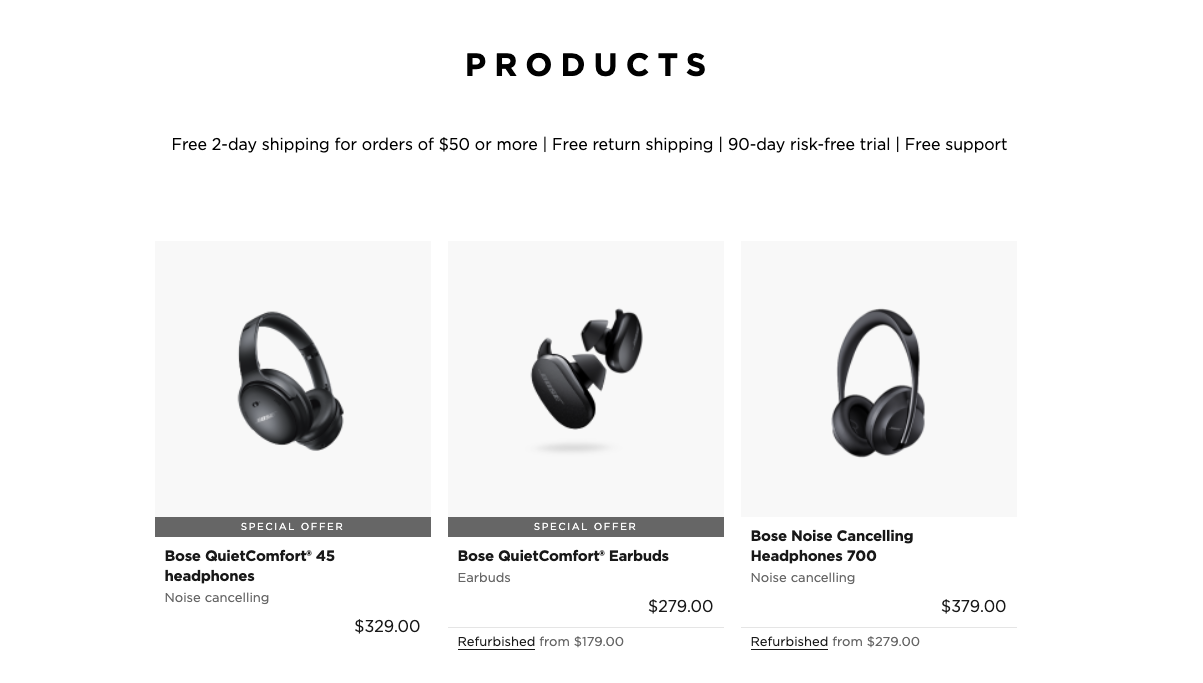 PRODUCTS
Free 2-day shipping for orders of $50 or more | Free return shipping | 90-day risk-free trial | Free support
SPECIAL OFFER
Bose QuietComfort® 45
headphones
Noise cancelling
$329.00
SPECIAL OFFER
Bose QuietComfort® Earbuds
Earbuds
$279.00
Refurbished from $179.00
Bose Noise Cancelling
Headphones 700
Noise cancelling
$379.00
Refurbished from $279.00